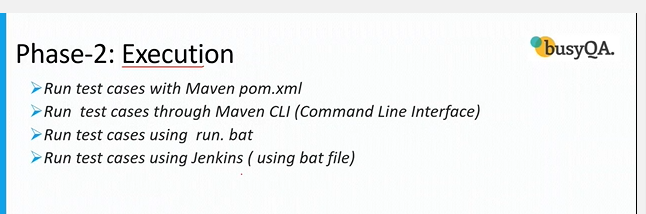 busyQA.
Phase-2: Execution
➢Run test cases with Maven pom.xml
➢Run  test cases through Maven CLI (Command Line Interface)
➢Run test cases using  run. bat
➢Run test cases using Jenkins ( using bat file)